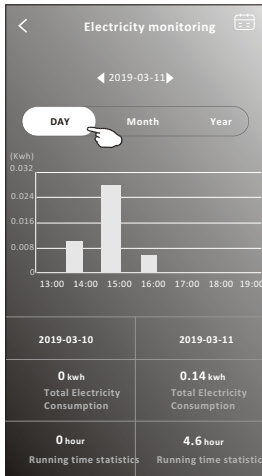 Electricity monitoring
2019-03-11
DAY Month Year
(Kwh)
0.032
0.024
0.016
0.008
0
13:00 14:00 15:00 16:00 17:00 18:00 19:00
2019-03-10 2019-03-11
0 kwh 0.14 kwh
Total Electricity Total Electricity
Consumption Consumption
0 hour 4.6 hour
Running time statistics Running time statistic